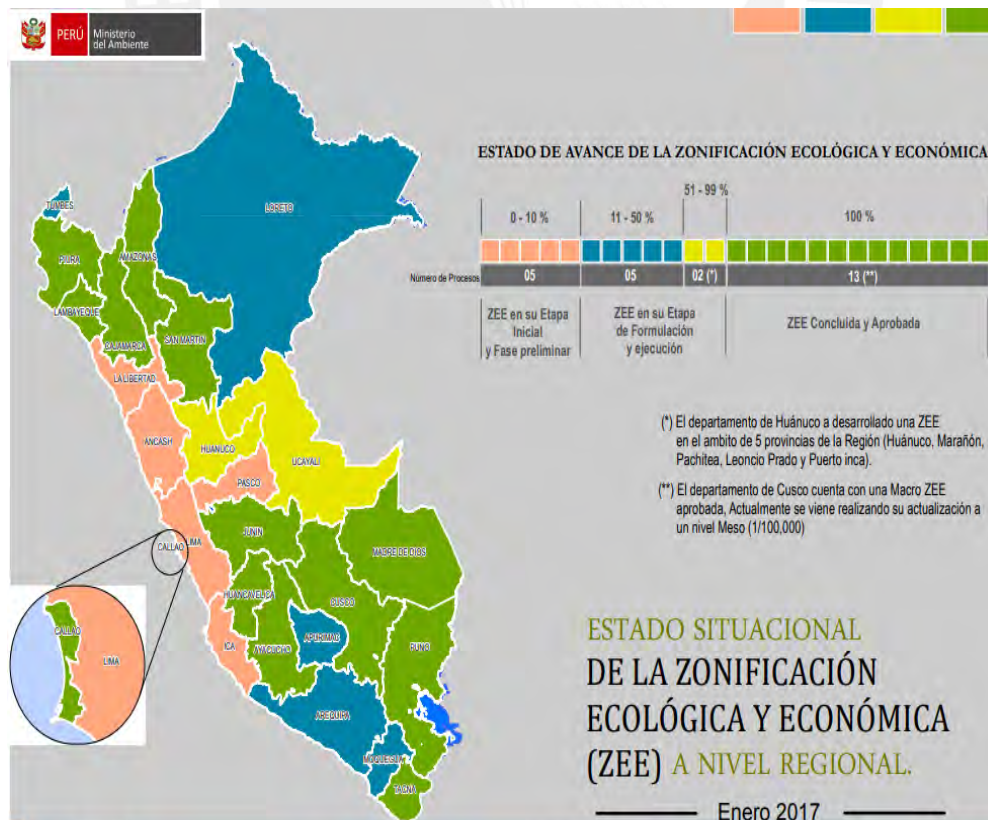 PERÚ
Ministerio
del Ambiente
ESTADO DE AVANCE DE LA ZONIFICACIÓN ECOLÓGICA Y ECONÓMICA
51 - 99 %
0 - 10 %
11 - 50 %
100 %
Número de Procesos
05
05
02 (*)
13 (**)
ZEE en su Etapa
Inicial
y Fase preliminar
ZEE en su Etapa
de Formulación
y ejecución
ZEE Concluida y Aprobada
(*) El departamento de Huánuco a desarrollado una ZEE
en el ambito de 5 provincias de la Región (Huánuco, Marañón,
Pachitea, Leoncio Prado y Puerto inca).
(**) El departamento de Cusco cuenta con una Macro ZEE
aprobada, Actualmente se viene realizando su actualización a
un nivel Meso (1/100,000)
TUMBES
LORETO
PIURA
AMAZONAS
LAMBAYEQUE
CAJAMARCA
SAN MARTIN
LA LIBERTAD
ANCASH
HUANUCO
UCAYALI
PASCO
JUNIN
CALLAO
LIMA
MADRE DE DIOS
HUANCAVELICA
CUSCO
ICA
AYACUCHO
APURIMAC
PUNO
AREQUIPA
MOQUEGUA
TACNA
CALLAO
LIMA
ESTADO SITUACIONAL
DE LA ZONIFICACIÓN
ECOLÓGICA Y ECONÓMICA
(ZEE) A NIVEL REGIONAL.
Enero 2017